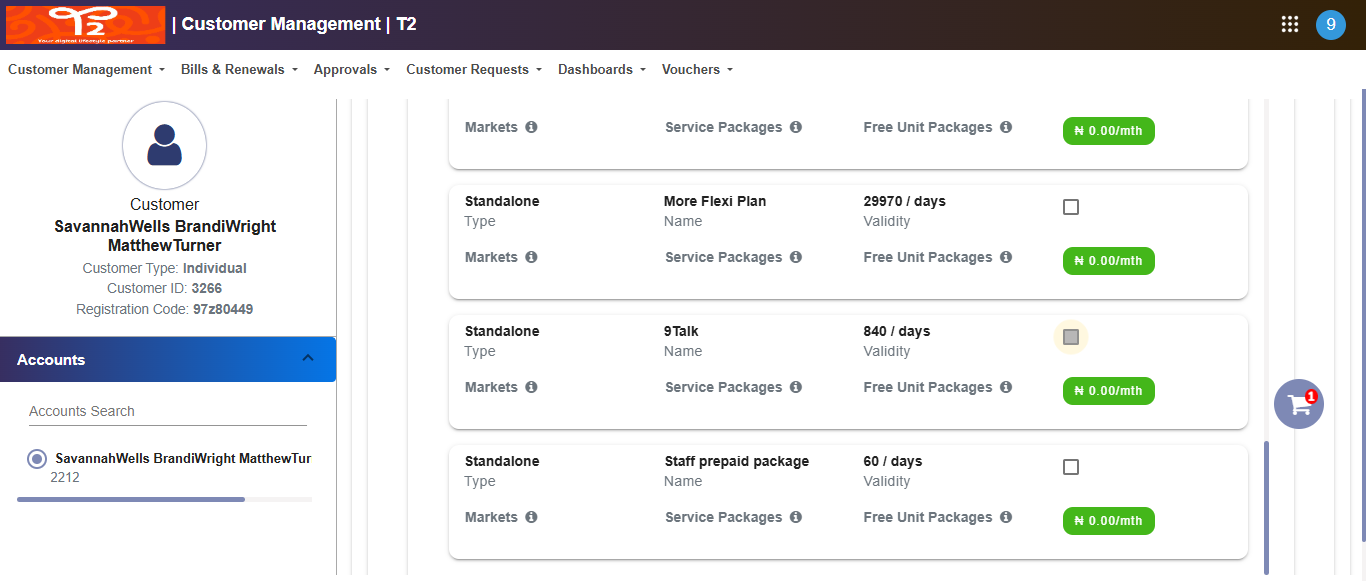 T2
Your digital lifestyle partner
| Customer Management | T2
9
Customer Management
Bills & Renewals
Approvals
Customer Requests
Dashboards
Vouchers
Customer
SavannahWells BrandiWright
MatthewTurner
Customer Type: Individual
Customer ID: 3266
Registration Code: 97z80449
Accounts
Accounts Search
SavannahWells BrandiWright MatthewTur
2212
Markets Service Packages Free Unit Packages ₦ 0.00/mth
Standalone More Flexi Plan 29970 / days
Type Name Validity
Markets Service Packages Free Unit Packages ₦ 0.00/mth
Standalone 9Talk 840 / days
Type Name Validity
Markets Service Packages Free Unit Packages ₦ 0.00/mth
Standalone Staff prepaid package 60 / days
Type Name Validity
Markets Service Packages Free Unit Packages ₦ 0.00/mth
1